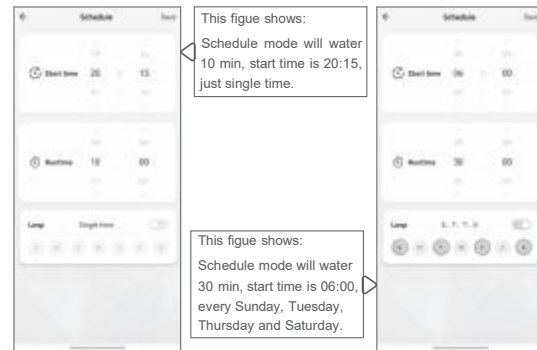 Schedule
Save
Start time 20 : 15
Runtime 10 00
Loop Single time
This figue shows:
Schedule mode will water
10 min, start time is 20:15,
just single time.
This figue shows:
Schedule mode will water
30 min, start time is 06:00,
every Sunday, Tuesday,
Thursday and Saturday.
Schedule
Save
Start time 06 : 00
Runtime 30 00